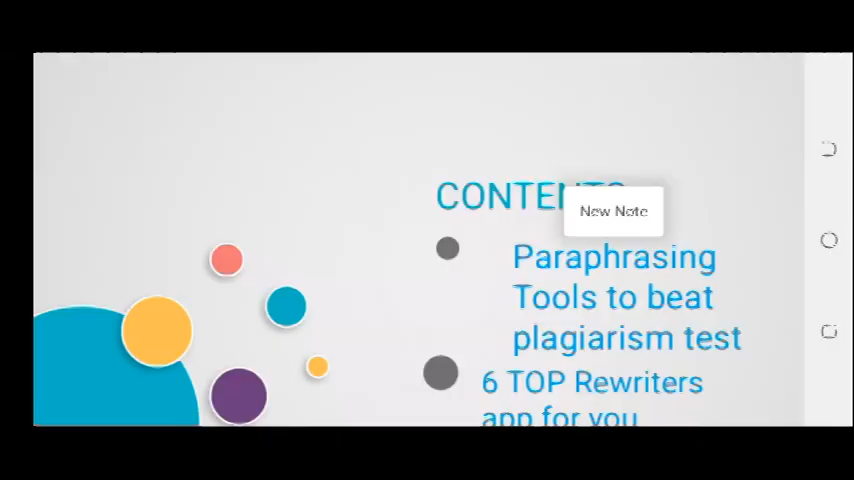 CONTENTS
New Note
Paraphrasing
Tools to beat
plagiarism test
6 TOP Rewriters
app for you